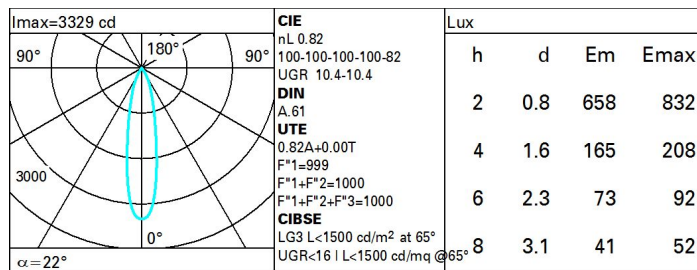 Imax=3329 cd
90°
180°
90°
3000
0°
α=22°
CIE
nL 0.82
100-100-100-100-82
UGR 10.4-10.4
DIN
A.61
UTE
0.82A+0.00T
F"1=999
F"1+F"2=1000
F"1+F"2+F"3=1000
CIBSE
LG3 L<1500 cd/m² at 65°
UGR<16 | L<1500 cd/mq @65°
Lux
h d Em Emax
2 0.8 658 832
4 1.6 165 208
6 2.3 73 92
8 3.1 41 52